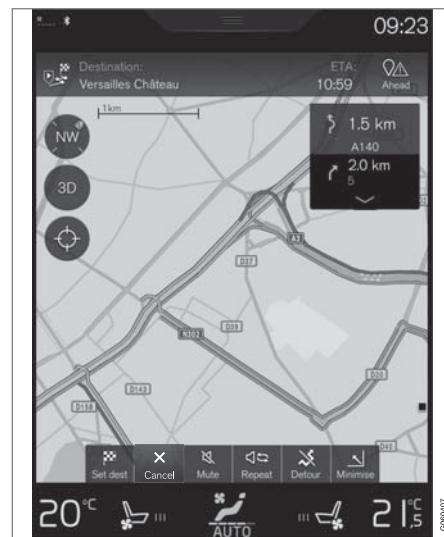 09:23
Destination:
Versailles Château
ETA:
10:59
Ahead
1km
NW
3D
1.5 km
A140
2.0 km
5
A3
D37
D39
N302
D20
D143
D158
D40
Set dest
Cancel
Mute
Repeat
Detour
Minimise
20°C
AUTO
21,5°C
G060407